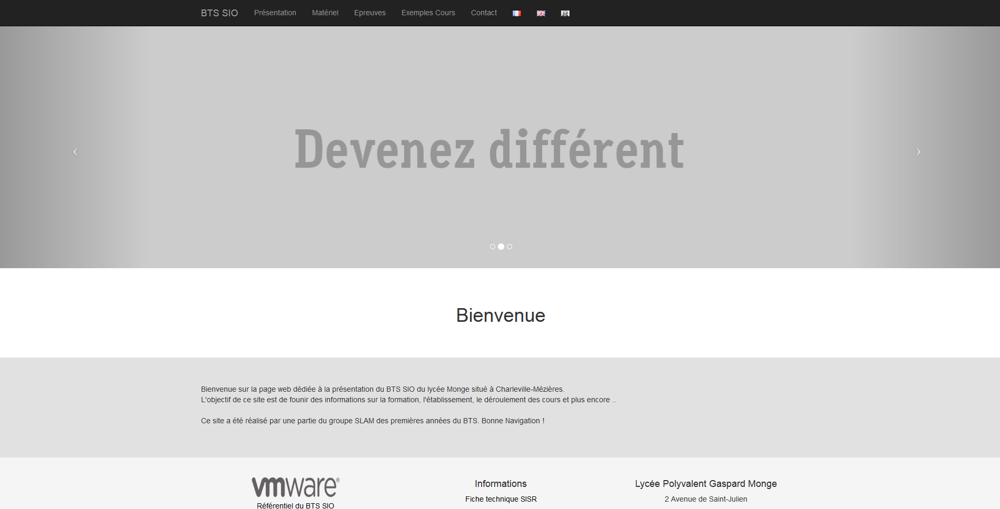 BTS SIO Présentation Matériel Epreuves Exemples Cours Contact
Devenez différent
Bienvenue
Bienvenue sur la page web dédiée à la présentation du BTS SIO du lycée Monge situé à Charleville-Mézières.
L'objectif de ce site est de founir des informations sur la formation, l'établissement, le déroulement des cours et plus encore ..
Ce site a été réalisé par une partie du groupe SLAM des premières années du BTS. Bonne Navigation !
vmware®
Référentiel du BTS SIO
Informations
Fiche technique SISR
Lycée Polyvalent Gaspard Monge
2 Avenue de Saint-Julien